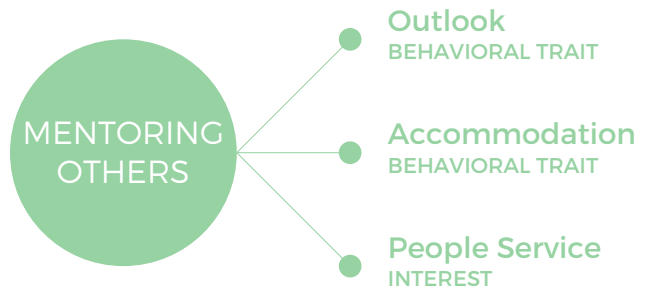 MENTORING
OTHERS
Outlook
BEHAVIORAL TRAIT
Accommodation
BEHAVIORAL TRAIT
People Service
INTEREST